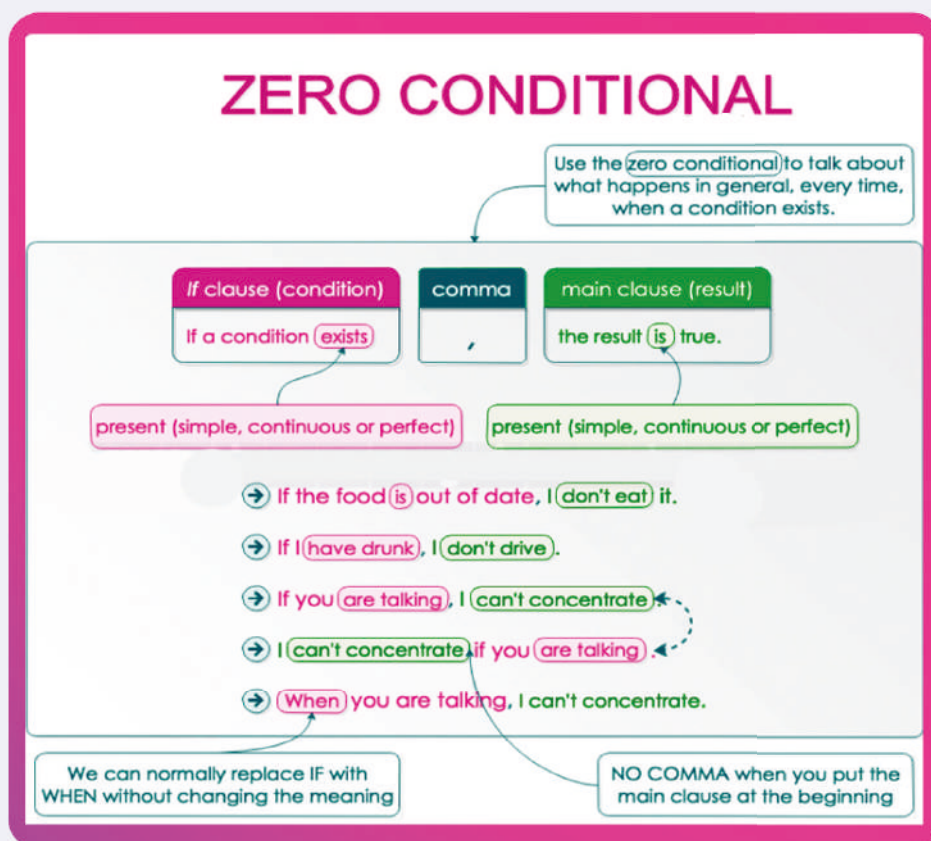 ZERO CONDITIONAL
Use the zero conditional to talk about
what happens in general, every time,
when a condition exists.
If clause (condition)
comma
main clause (result)
If a condition exists
,
the result is true.
present (simple, continuous or perfect)
present (simple, continuous or perfect)
If the food is out of date, I don't eat it.
If I have drunk, I don't drive.
If you are talking, I can't concentrate.
I can't concentrate if you are talking.
When you are talking, I can't concentrate.
We can normally replace IF with
WHEN without changing the meaning
NO COMMA when you put the
main clause at the beginning